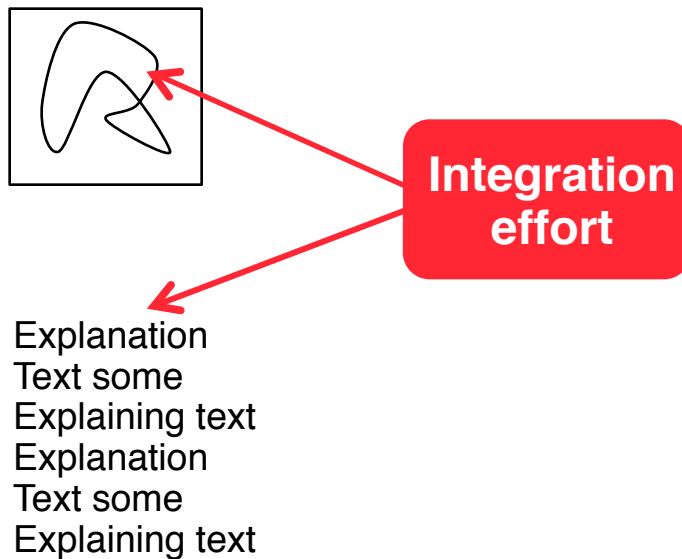 Integration
effort
Explanation
Text some
Explaining text
Explanation
Text some
Explaining text